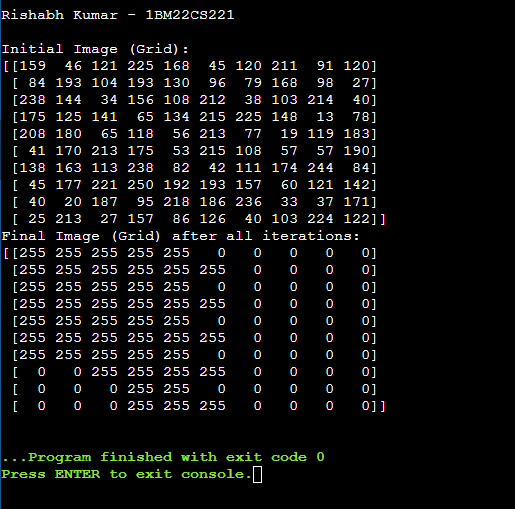 Rishabh Kumar - 1BM22CS221
Initial Image (Grid):
[[159  46 121 225 168  45 120 211  91 120]
 [ 84 193 104 193 130  96  79 168  98  27]
 [238 144  34 156 108 212  38 103 214  40]
 [175 125 141  65 134 215 225 148  13  78]
 [208 180  65 118  56 213  77  19 119 183]
 [ 41 170 213 175  53 215 108  57  57 190]
 [138 163 113 238  82  42 111 174 244  84]
 [ 45 177 221 250 192 193 157  60 121 142]
 [ 40  20 187  95 218 186 236  33  37 171]
 [ 25 213  27 157  86 126  40 103 224 122]]
Final Image (Grid) after all iterations:
[[255 255 255 255 255   0   0   0   0   0]
 [255 255 255 255 255 255   0   0   0   0]
 [255 255 255 255 255   0   0   0   0   0]
 [255 255 255 255 255 255   0   0   0   0]
 [255 255 255 255 255   0   0   0   0   0]
 [255 255 255 255 255 255   0   0   0   0]
 [255 255 255 255 255   0   0   0   0   0]
 [  0   0 255 255 255 255   0   0   0   0]
 [  0   0   0 255 255   0   0   0   0   0]
 [  0   0   0 255 255 255   0   0   0   0]]
...Program finished with exit code 0
Press ENTER to exit console.